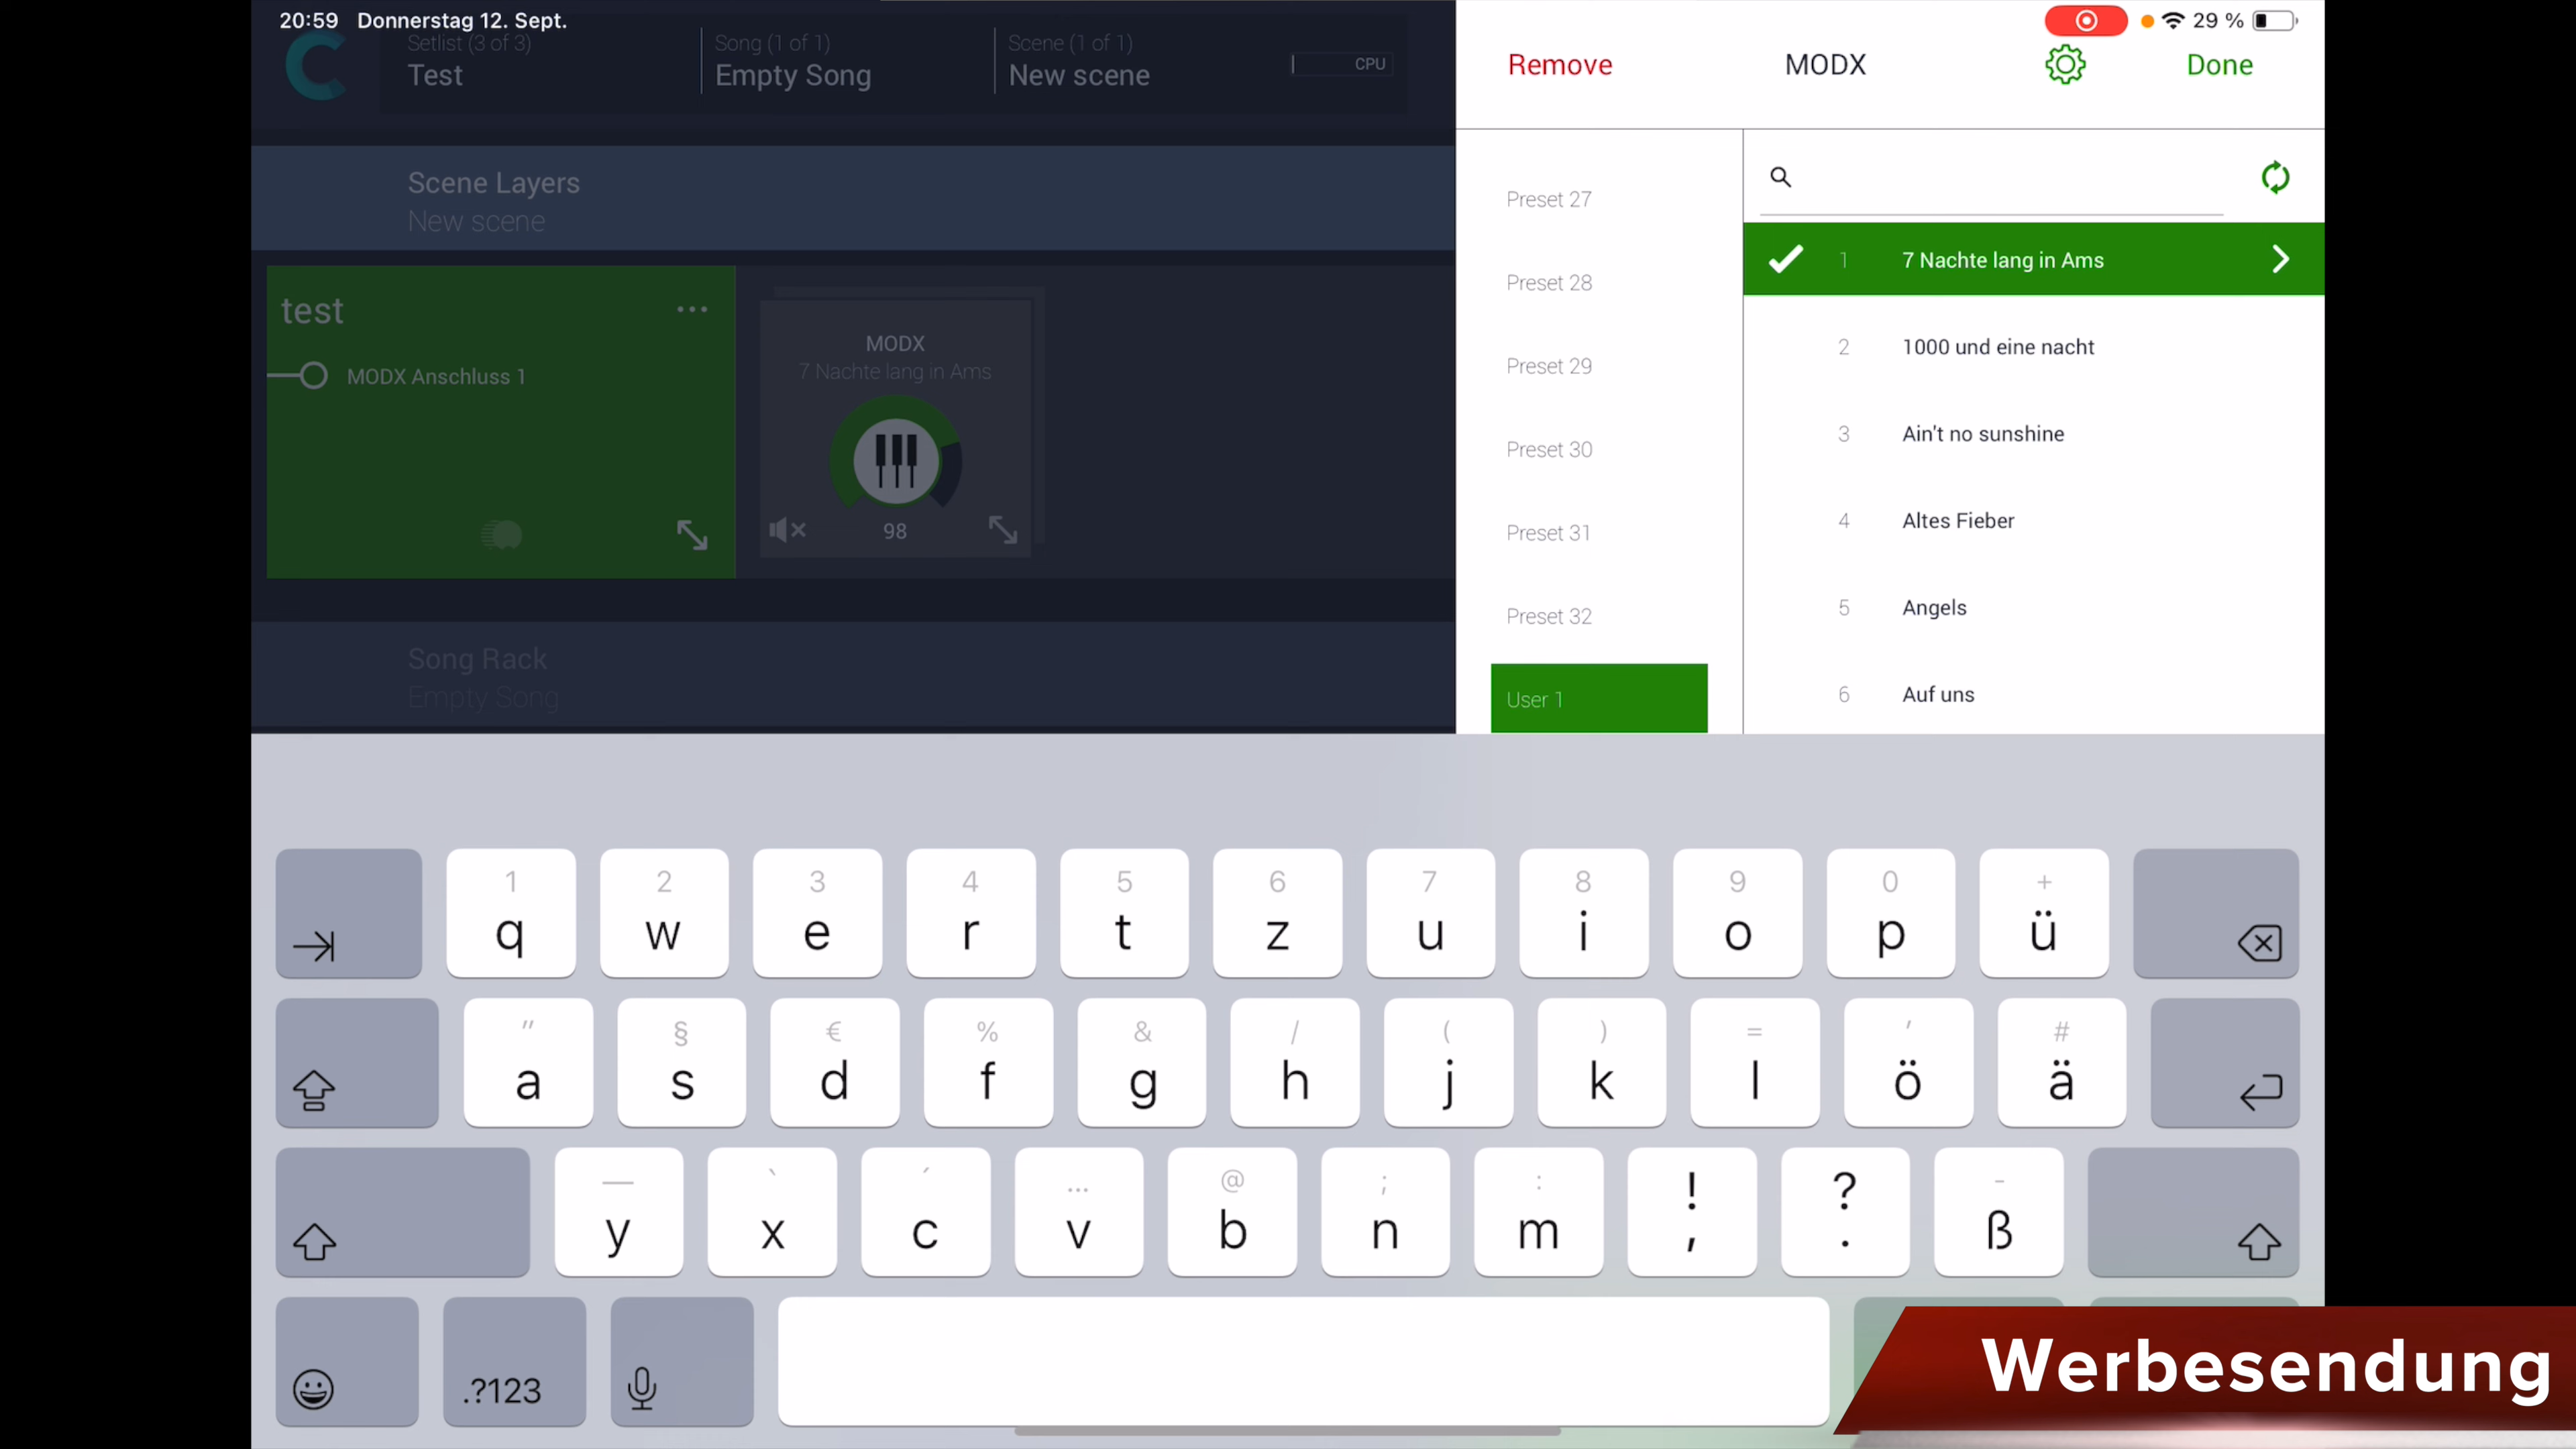 20:59 Donnerstag 12. Sept.
29 %
Setlist (3 of 3)
Test
Song (1 of 1)
Empty Song
Scene (1 of 1)
New scene
CPU
Remove
MODX
Done
Scene Layers
New scene
test
MODX Anschluss 1
MODX
7 Nachte lang in Ams
98
Song Rack
Empty Song
Preset 27
Preset 28
Preset 29
Preset 30
Preset 31
Preset 32
User 1
1 7 Nachte lang in Ams
2 1000 und eine nacht
3 Ain't no sunshine
4 Altes Fieber
5 Angels
6 Auf uns
1 2 3 4 5 6 7 8 9 0 +
q w e r t z u i o p ü
" § € % & / ( ) = ' #
a s d f g h j k l ö ä
— ` ´ ... @ ; : ! ? -
y x c v b n m , . ß
.?123
Werbesendung